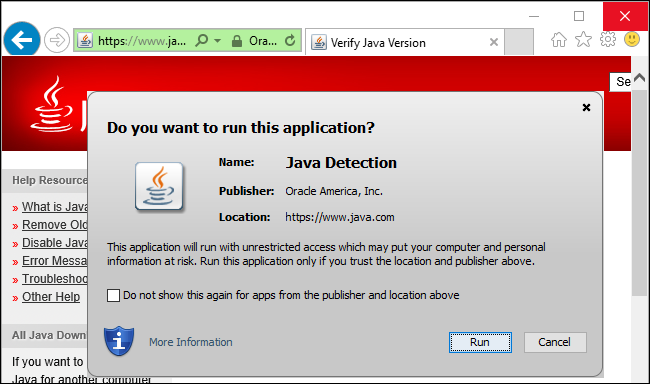 https://www.ja...
Ora...
Verify Java Version
Se
Do you want to run this application?
Name: Java Detection
Publisher: Oracle America, Inc.
Location: https://www.java.com
This application will run with unrestricted access which may put your computer and personal
information at risk. Run this application only if you trust the location and publisher above.
Do not show this again for apps from the publisher and location above
More Information
Run
Cancel
Help Resource
» What is Java
» Remove Old
» Disable Java
» Error Messa
» Troubleshoo
» Other Help
All Java Down
If you want to
Java for another computer